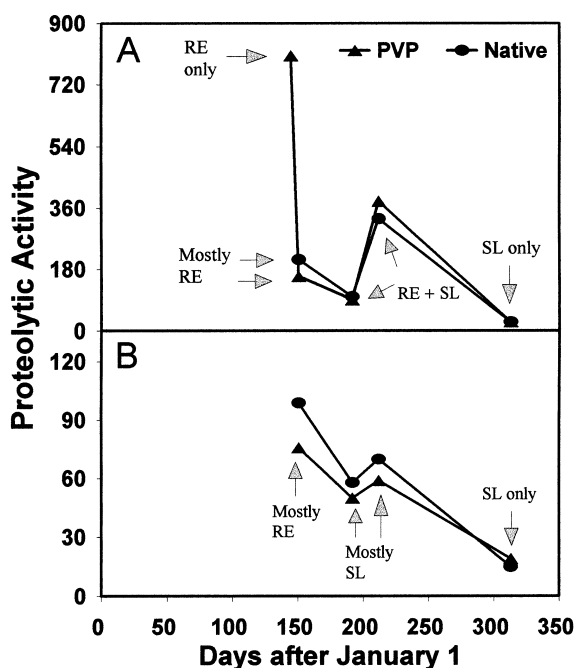 900
720
540
360
180
0
A
RE
only
PVP
Native
Mostly
RE
RE + SL
SL only
Proteolytic Activity
B
120
90
60
30
0
Mostly
RE
Mostly
SL
SL only
0 50 100 150 200 250 300 350
Days after January 1